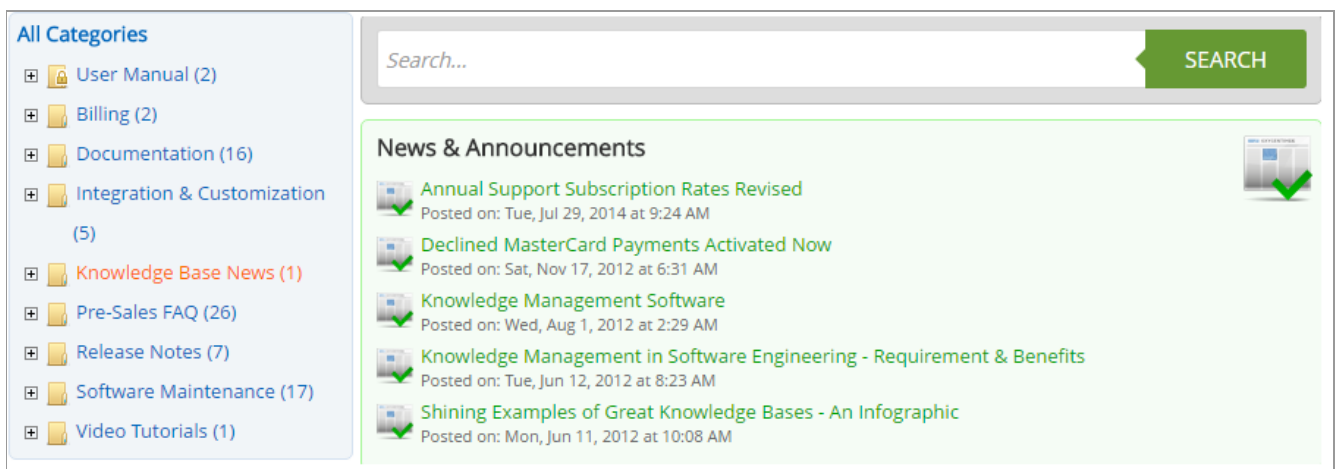 All Categories
User Manual (2)
Billing (2)
Documentation (16)
Integration & Customization
(5)
Knowledge Base News (1)
Pre-Sales FAQ (26)
Release Notes (7)
Software Maintenance (17)
Video Tutorials (1)
Search...
SEARCH
News & Announcements
Annual Support Subscription Rates Revised
Posted on: Tue, Jul 29, 2014 at 9:24 AM
Declined MasterCard Payments Activated Now
Posted on: Sat, Nov 17, 2012 at 6:31 AM
Knowledge Management Software
Posted on: Wed, Aug 1, 2012 at 2:29 AM
Knowledge Management in Software Engineering - Requirement & Benefits
Posted on: Tue, Jun 12, 2012 at 8:23 AM
Shining Examples of Great Knowledge Bases - An Infographic
Posted on: Mon, Jun 11, 2012 at 10:08 AM